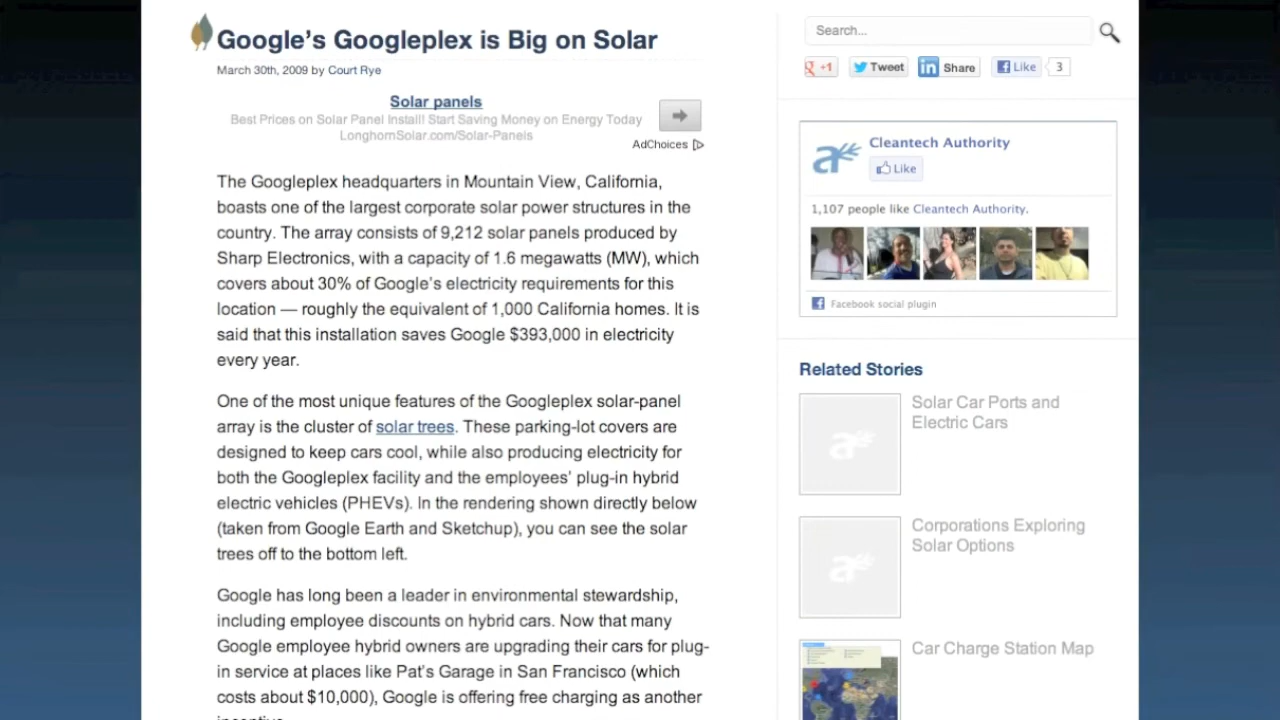 Google's Googleplex is Big on Solar
March 30th, 2009 by Court Rye
Solar panels
Best Prices on Solar Panel Install! Start Saving Money on Energy Today
LonghornSolar.com/Solar-Panels
AdChoices
The Googleplex headquarters in Mountain View, California,
boasts one of the largest corporate solar power structures in the
country. The array consists of 9,212 solar panels produced by
Sharp Electronics, with a capacity of 1.6 megawatts (MW), which
covers about 30% of Google's electricity requirements for this
location — roughly the equivalent of 1,000 California homes. It is
said that this installation saves Google $393,000 in electricity
every year.
One of the most unique features of the Googleplex solar-panel
array is the cluster of solar trees. These parking-lot covers are
designed to keep cars cool, while also producing electricity for
both the Googleplex facility and the employees' plug-in hybrid
electric vehicles (PHEVs). In the rendering shown directly below
(taken from Google Earth and Sketchup), you can see the solar
trees off to the bottom left.
Google has long been a leader in environmental stewardship,
including employee discounts on hybrid cars. Now that many
Google employee hybrid owners are upgrading their cars for plug-
in service at places like Pat's Garage in San Francisco (which
costs about $10,000), Google is offering free charging as another
Search...
+1
Tweet
in Share
Like 3
Cleantech Authority
Like
1,107 people like Cleantech Authority.
Facebook social plugin
Related Stories
Solar Car Ports and
Electric Cars
Corporations Exploring
Solar Options
Car Charge Station Map